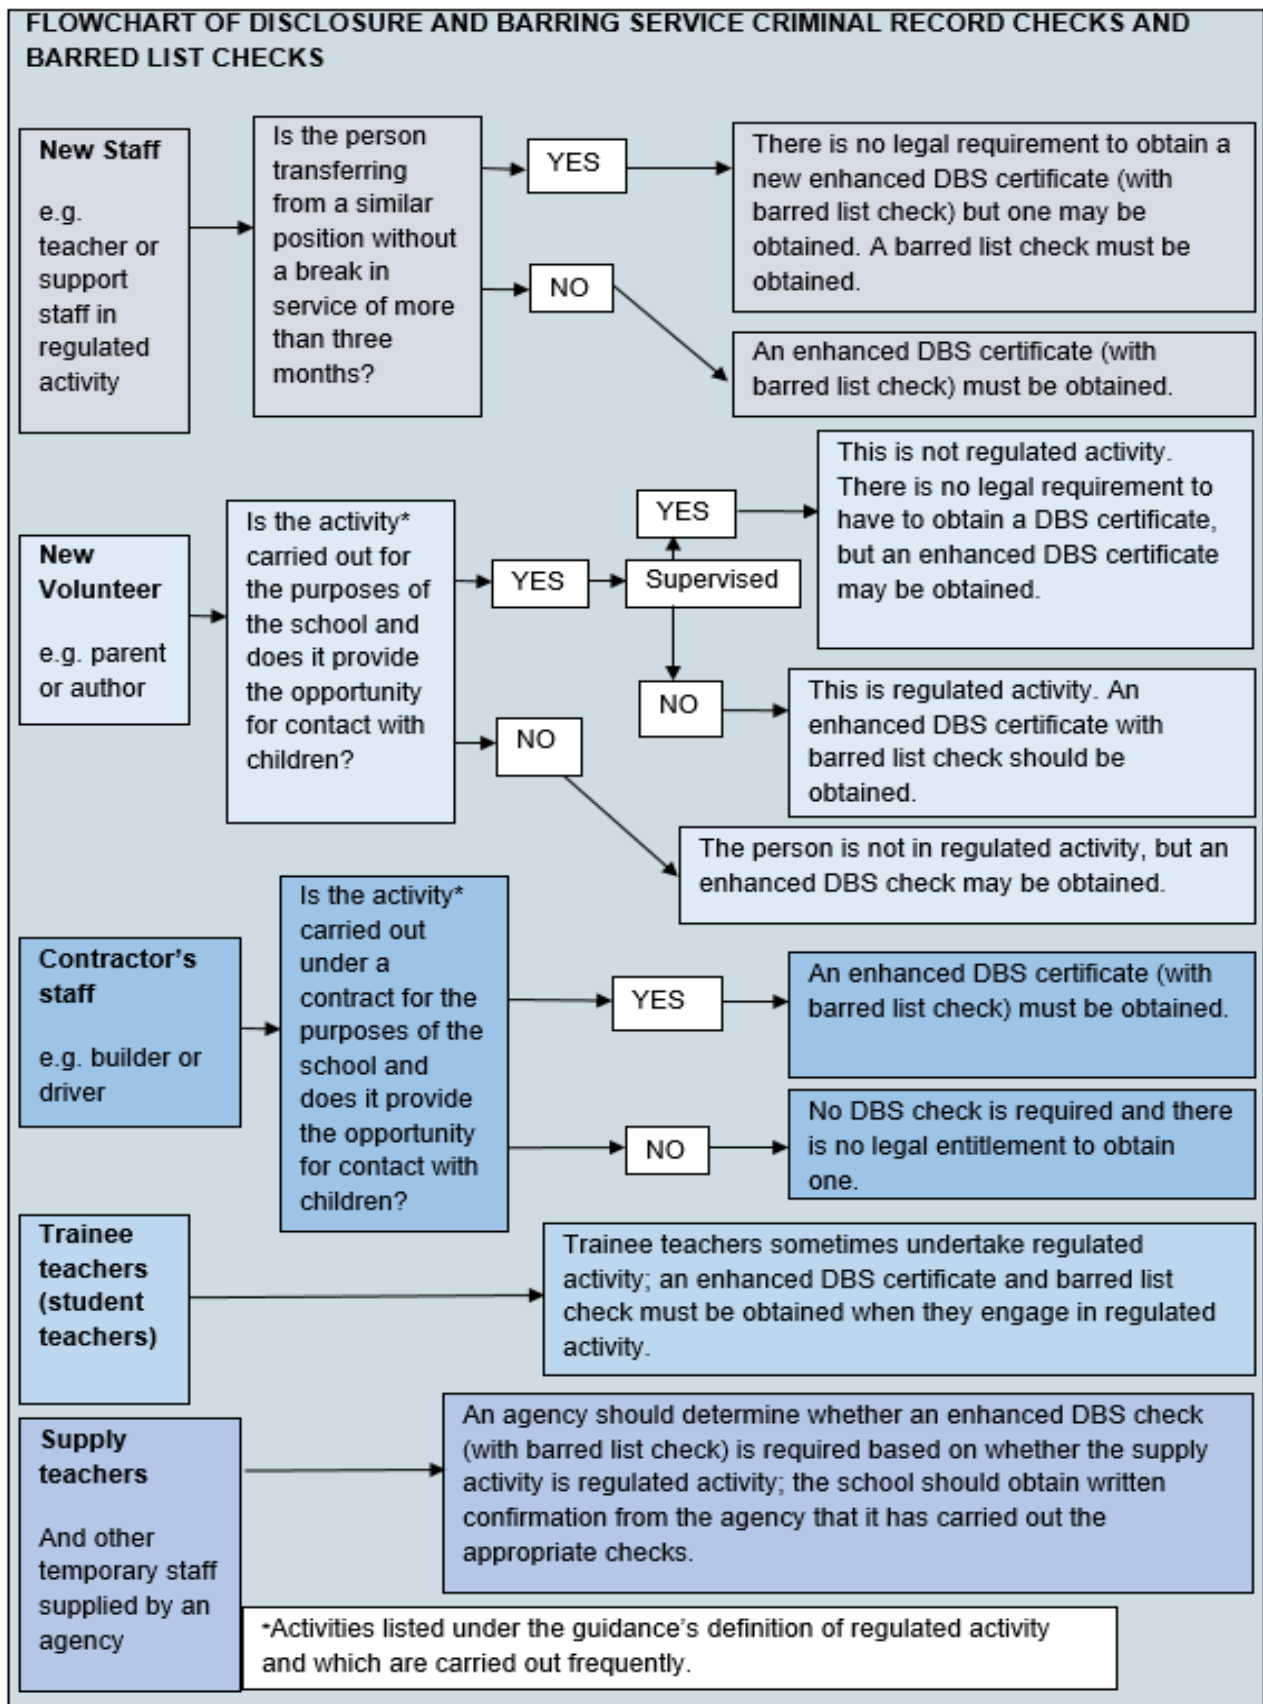 FLOWCHART OF DISCLOSURE AND BARRING SERVICE CRIMINAL RECORD CHECKS AND
BARRED LIST CHECKS
New Staff
e.g.
teacher or
support
staff in
regulated
activity
Is the person
transferring
from a similar
position without
a break in
service of more
than three
months?
YES
There is no legal requirement to obtain a
new enhanced DBS certificate (with
barred list check) but one may be
obtained. A barred list check must be
obtained.
NO
An enhanced DBS certificate (with
barred list check) must be obtained.
New
Volunteer
e.g. parent
or author
Is the activity*
carried out for
the purposes of
the school and
does it provide
the opportunity
for contact with
children?
YES
Supervised
YES
This is not regulated activity.
There is no legal requirement to
have to obtain a DBS certificate,
but an enhanced DBS certificate
may be obtained.
NO
This is regulated activity. An
enhanced DBS certificate with
barred list check should be
obtained.
NO
The person is not in regulated activity, but an
enhanced DBS check may be obtained.
Contractor's
staff
e.g. builder or
driver
Is the activity*
carried out
under a
contract for the
purposes of the
school and
does it provide
the opportunity
for contact with
children?
YES
An enhanced DBS certificate (with
barred list check) must be obtained.
NO
No DBS check is required and there
is no legal entitlement to obtain
one.
Trainee
teachers
(student
teachers)
Trainee teachers sometimes undertake regulated
activity; an enhanced DBS certificate and barred list
check must be obtained when they engage in regulated
activity.
Supply
teachers
And other
temporary staff
supplied by an
agency
An agency should determine whether an enhanced DBS check
(with barred list check) is required based on whether the supply
activity is regulated activity; the school should obtain written
confirmation from the agency that it has carried out the
appropriate checks.
*Activities listed under the guidance's definition of regulated activity
and which are carried out frequently.